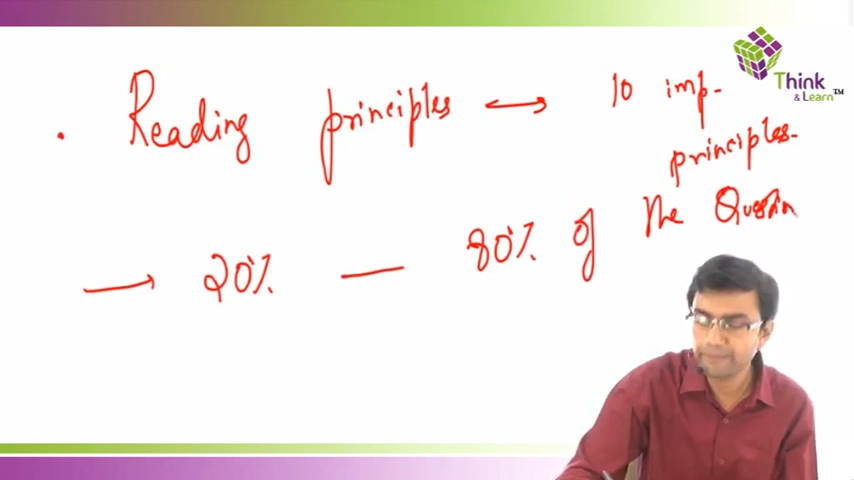 Think
& Learn™
. Reading principles ↔ 10 imp-
principles.
→ 20% — 80% of the Question